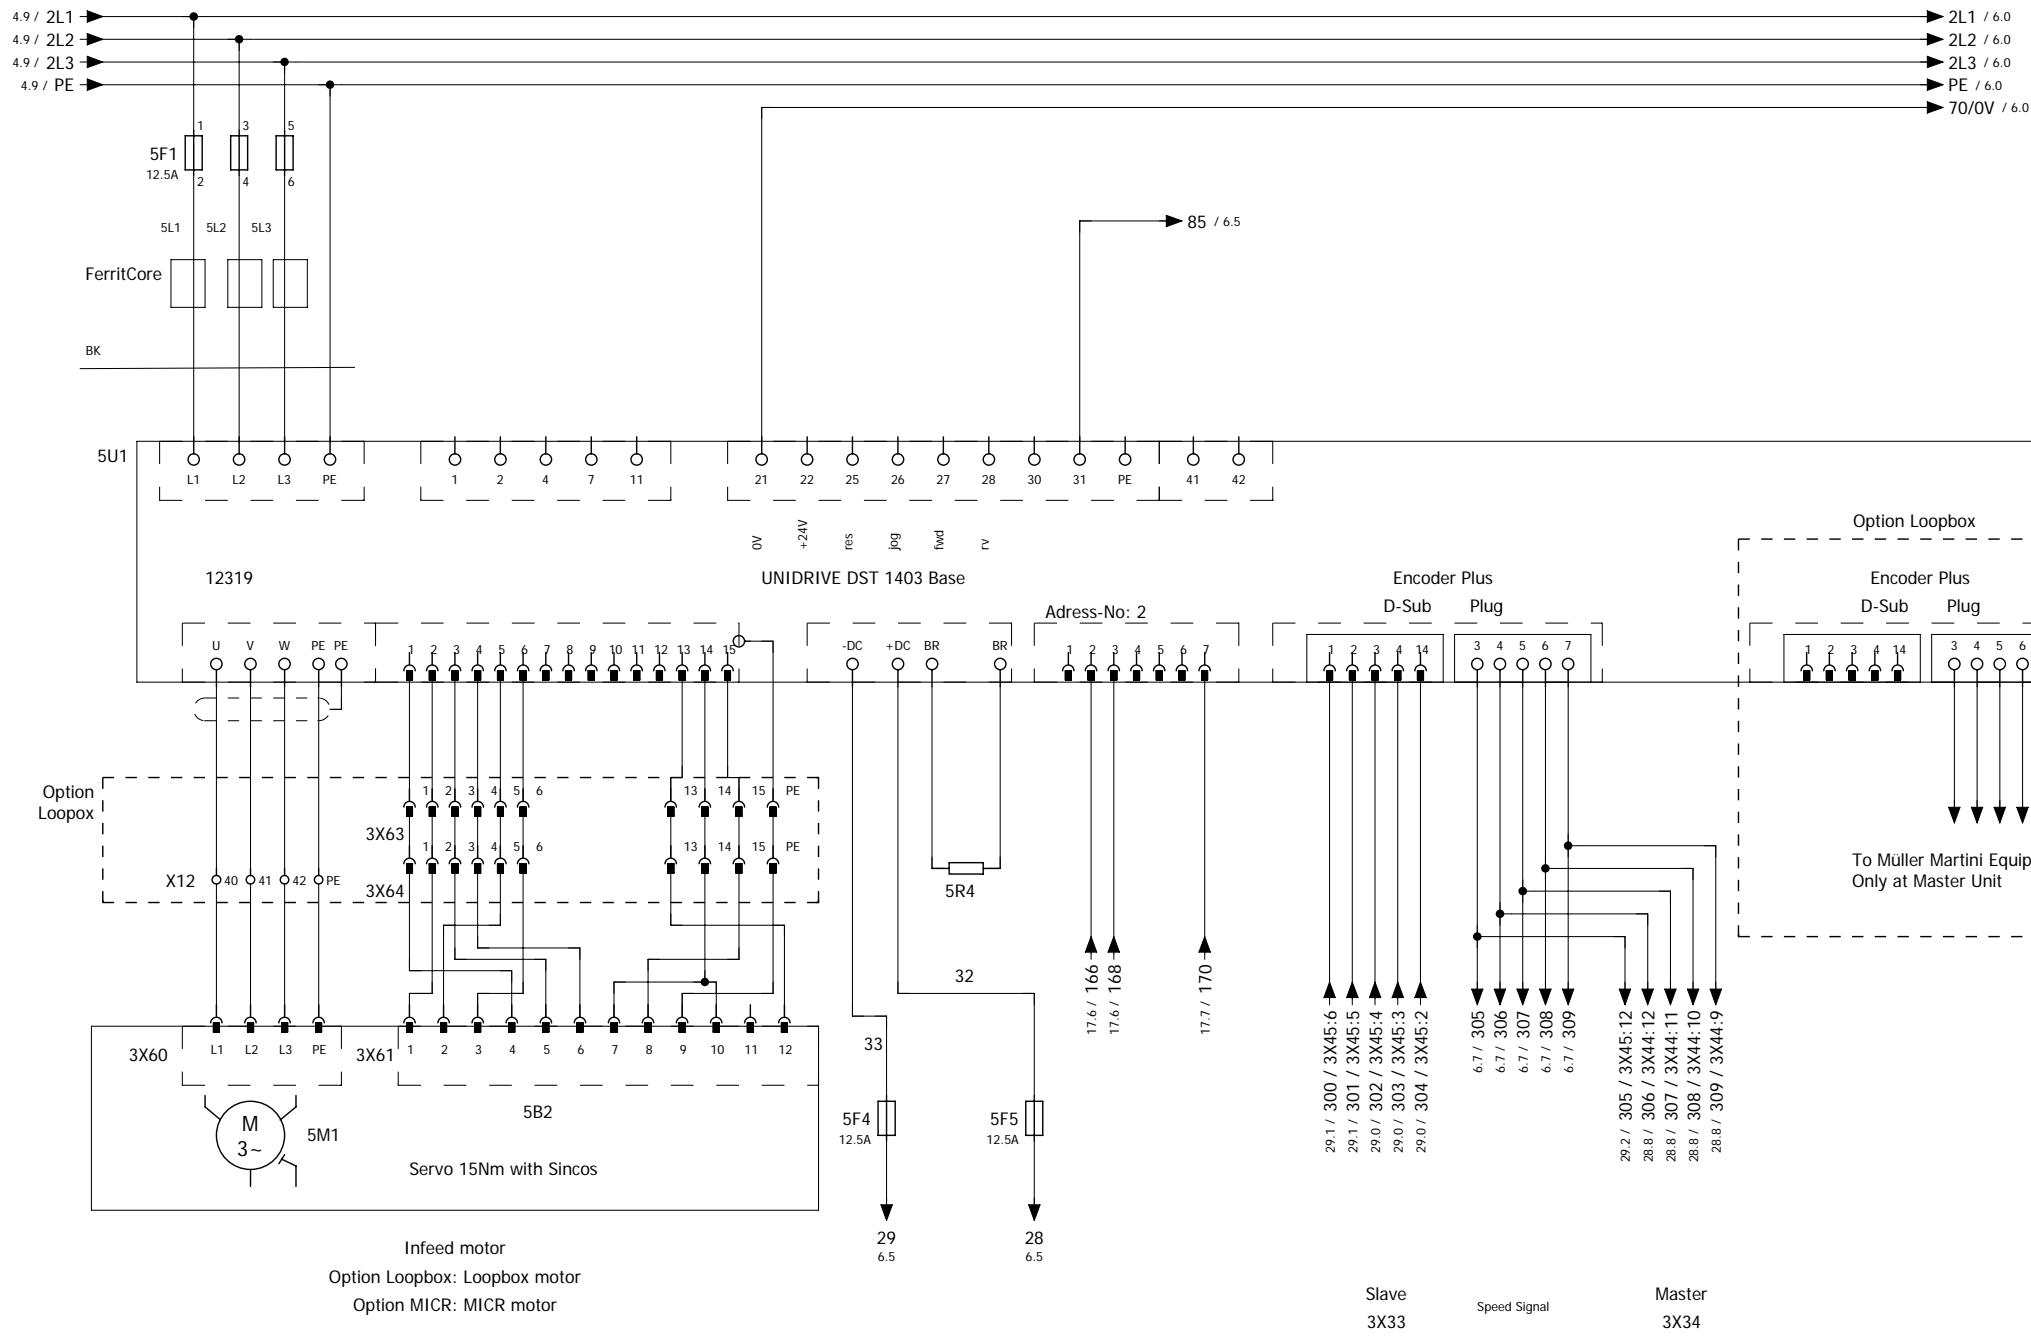 4.9 / 2L1
2L1 / 6.0
4.9 / 2L2
2L2 / 6.0
4.9 / 2L3
2L3 / 6.0
4.9 / PE
PE / 6.0
70/0V / 6.0
1 3 5
5F1
12.5A
2 4 6
85 / 6.5
5L1 5L2 5L3
FerritCore
BK
5U1
L1 L2 L3 PE
1 2 4 7 11
21 22 25 26 27 28 30 31 PE 41 42
0V +24V res jog fwd rv
Option Loopbox
12319
UNIDRIVE DST 1403 Base
Encoder Plus
Encoder Plus
D-Sub Plug
D-Sub Plug
Adress-No: 2
U V W PE PE
1 2 3 4 5 6 7 8 9 10 11 12 13 14 15
-DC +DC BR BR
1 2 3 4 5 6 7
1 2 3 4 14
3 4 5 6 7
1 2 3 4 14
3 4 5 6
Option
Loopox
1 2 3 4 5 6 13 14 15 PE
3X63
1 2 3 4 5 6 13 14 15 PE
3X64
X12 40 41 42 PE
5R4
To Müller Martini Equip
Only at Master Unit
32
17.6 / 166
17.6 / 168
17.7 / 170
29.1 / 300 / 3X45:6
29.1 / 301 / 3X45:5
29.0 / 302 / 3X45:4
29.0 / 303 / 3X45:3
29.0 / 304 / 3X45:2
6.7 / 305
6.7 / 306
6.7 / 307
6.7 / 308
6.7 / 309
29.2 / 305 / 3X45:12
28.8 / 306 / 3X44:12
28.8 / 307 / 3X44:11
28.8 / 308 / 3X44:10
28.8 / 309 / 3X44:9
33
3X60 L1 L2 L3 PE
3X61 1 2 3 4 5 6 7 8 9 10 11 12
5B2
M
3~
5M1
Servo 15Nm with Sincos
5F4
12.5A
5F5
12.5A
29
6.5
28
6.5
Infeed motor
Option Loopbox: Loopbox motor
Option MICR: MICR motor
Slave
3X33
Speed Signal
Master
3X34